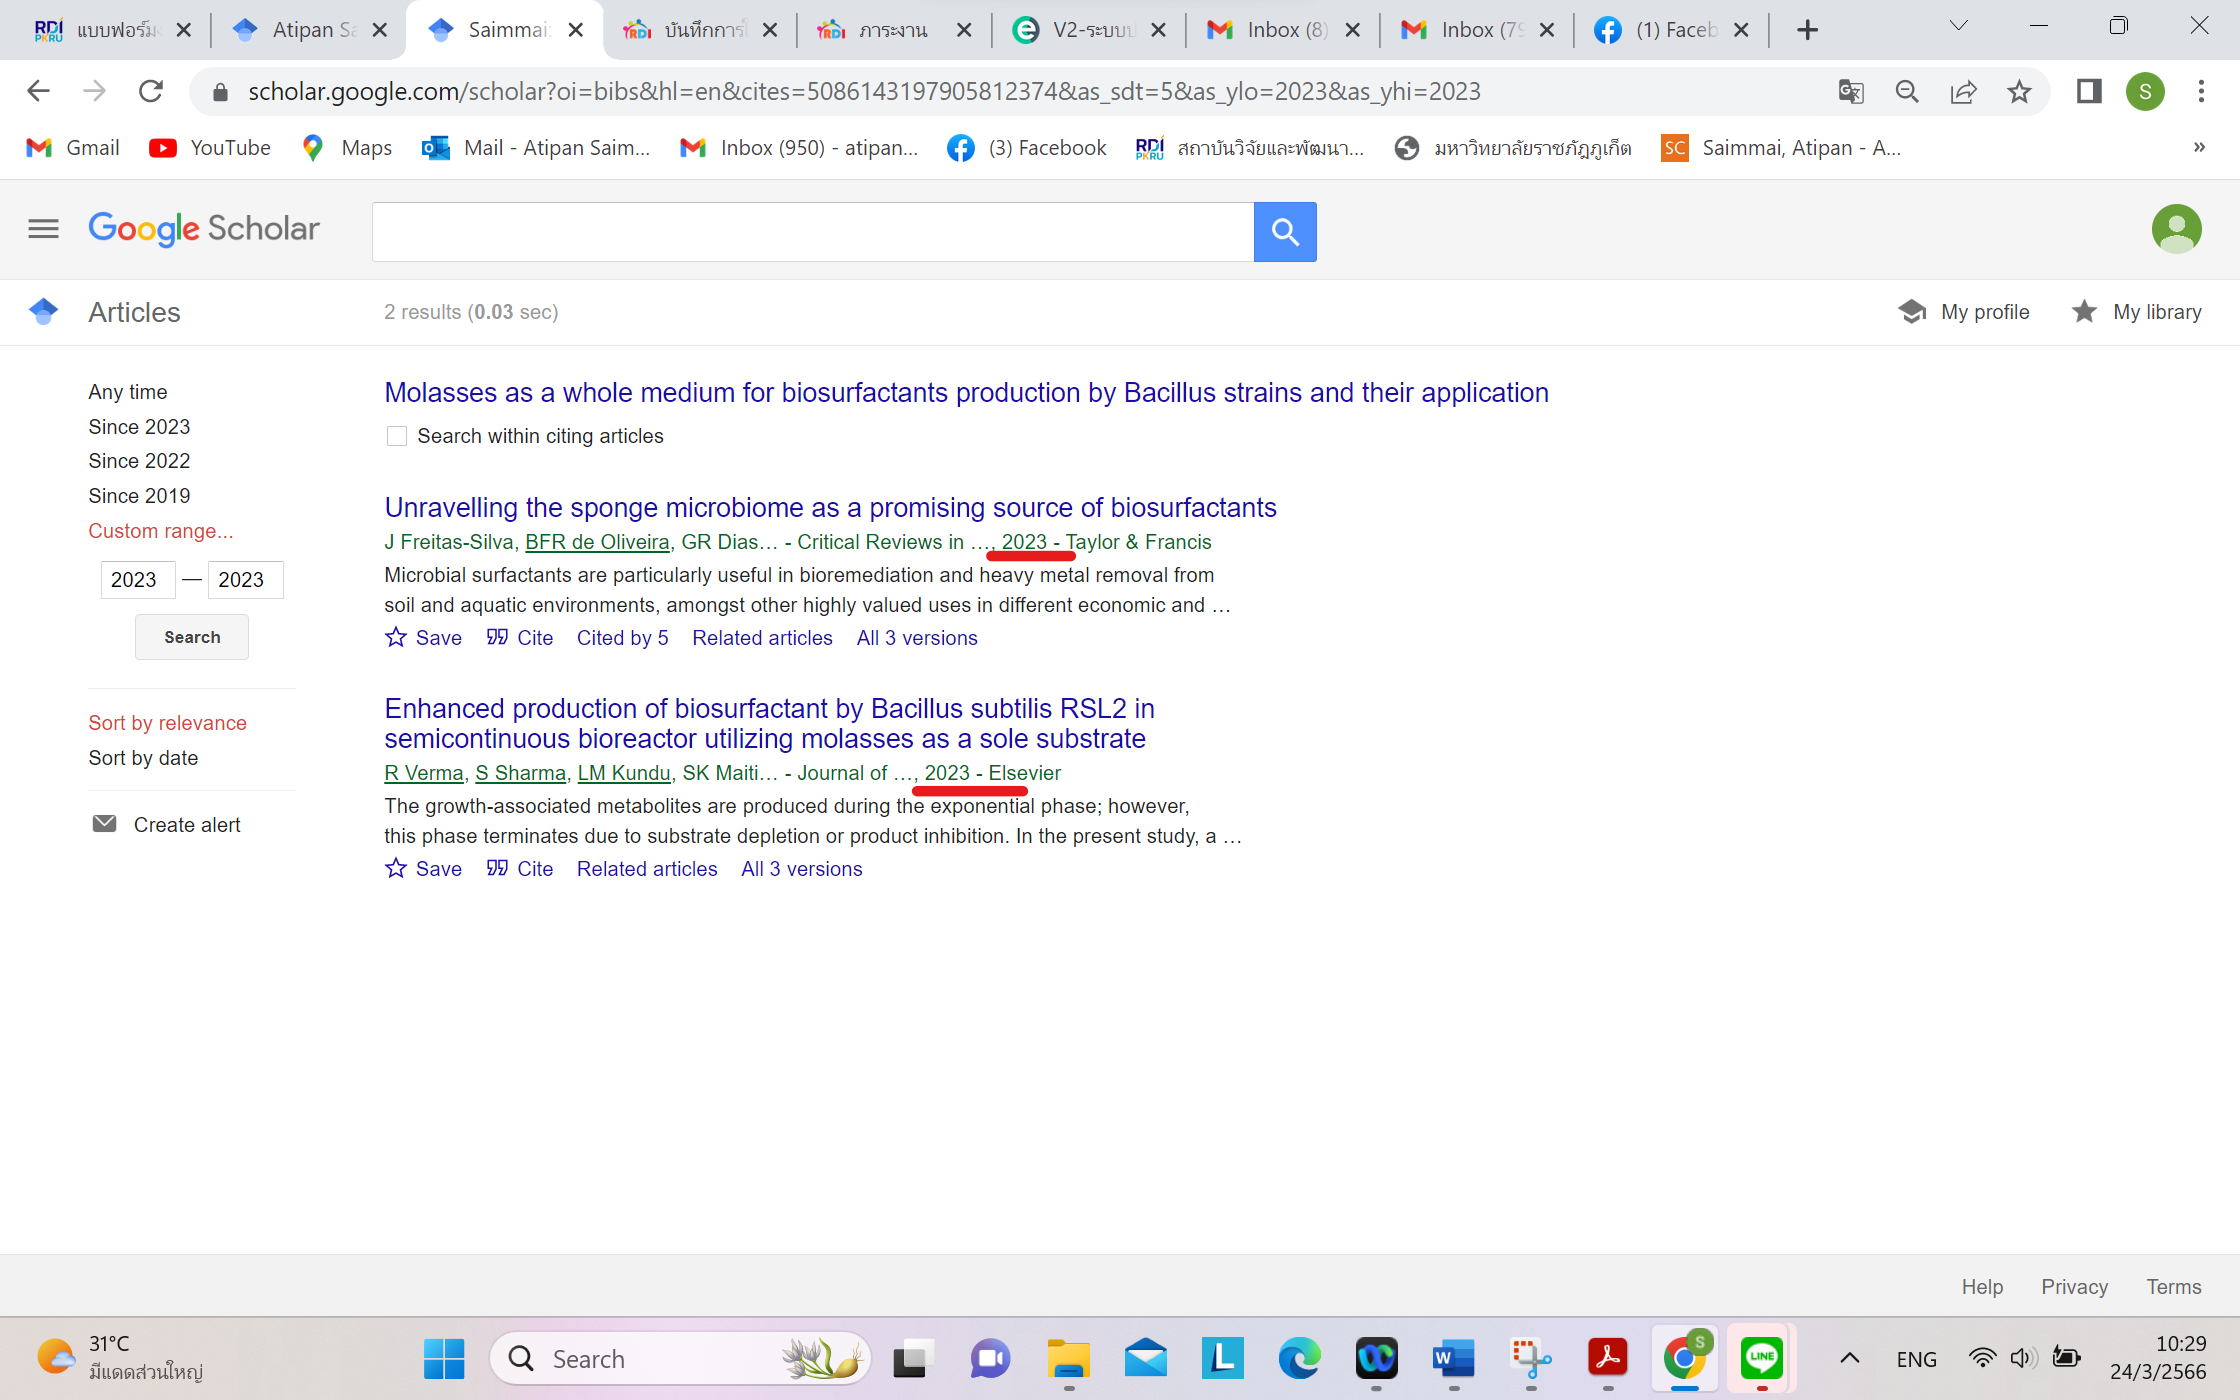 แบบฟอร์ม
Atipan Sa
Saimmai:
บันทึกการ
ภาระงาน
V2-ระบบป
Inbox (8)
Inbox (79
(1) Faceb
scholar.google.com/scholar?oi=bibs&hl=en&cites=5086143197905812374&as_sdt=5&as_ylo=2023&as_yhi=2023
S
Gmail
YouTube
Maps
Mail - Atipan Saim...
Inbox (950) - atipan...
(3) Facebook
RDI PKRU สถาบันวิจัยและพัฒนา...
มหาวิทยาลัยราชภัฏภูเก็ต
SC Saimmai, Atipan - A...
»
Google Scholar
Articles
2 results (0.03 sec)
My profile
My library
Any time
Since 2023
Since 2022
Since 2019
Custom range...
2023 — 2023
Search
Sort by relevance
Sort by date
Create alert
Molasses as a whole medium for biosurfactants production by Bacillus strains and their application
Search within citing articles
Unravelling the sponge microbiome as a promising source of biosurfactants
J Freitas-Silva, BFR de Oliveira, GR Dias… - Critical Reviews in …, 2023 - Taylor & Francis
Microbial surfactants are particularly useful in bioremediation and heavy metal removal from
soil and aquatic environments, amongst other highly valued uses in different economic and …
Save Cite Cited by 5 Related articles All 3 versions
Enhanced production of biosurfactant by Bacillus subtilis RSL2 in
semicontinuous bioreactor utilizing molasses as a sole substrate
R Verma, S Sharma, LM Kundu, SK Maiti… - Journal of …, 2023 - Elsevier
The growth-associated metabolites are produced during the exponential phase; however,
this phase terminates due to substrate depletion or product inhibition. In the present study, a …
Save Cite Related articles All 3 versions
Help Privacy Terms
31°C
มีแดดส่วนใหญ่
Search
ENG
10:29
24/3/2566